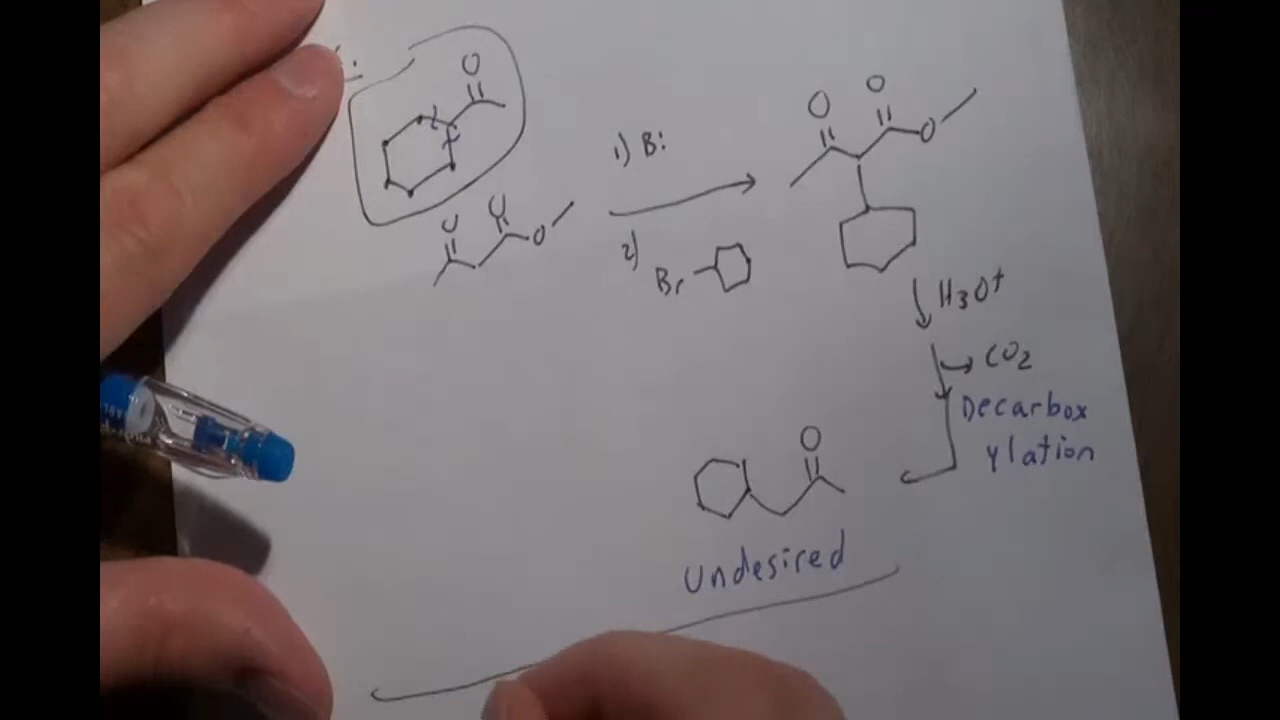 O
O O
1) B:
O O
O
2)
Br
H3O+
CO2
Decarbox
ylation
O
Undesired